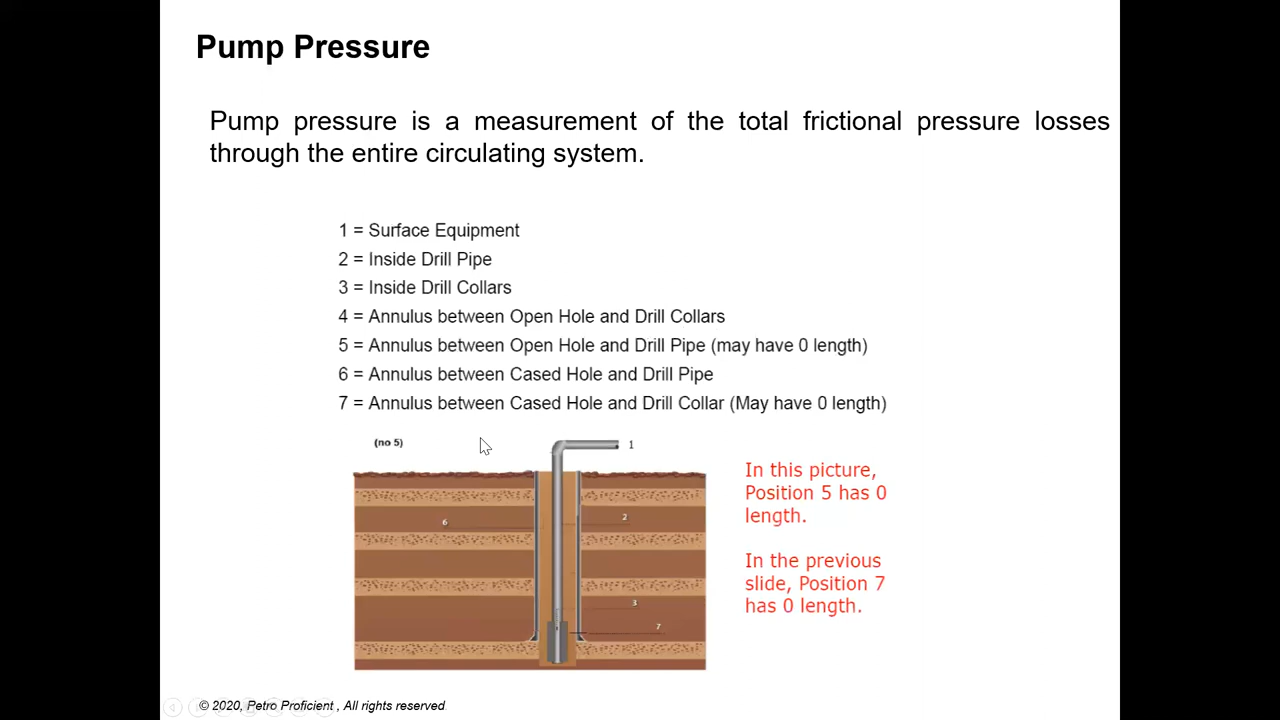 Pump Pressure
Pump pressure is a measurement of the total frictional pressure losses
through the entire circulating system.
1 = Surface Equipment
2 = Inside Drill Pipe
3 = Inside Drill Collars
4 = Annulus between Open Hole and Drill Collars
5 = Annulus between Open Hole and Drill Pipe (may have 0 length)
6 = Annulus between Cased Hole and Drill Pipe
7 = Annulus between Cased Hole and Drill Collar (May have 0 length)
(no 5)
1
In this picture,
Position 5 has 0
length.
6
2
In the previous
slide, Position 7
has 0 length.
3
7
© 2020, Petro Proficient , All rights reserved